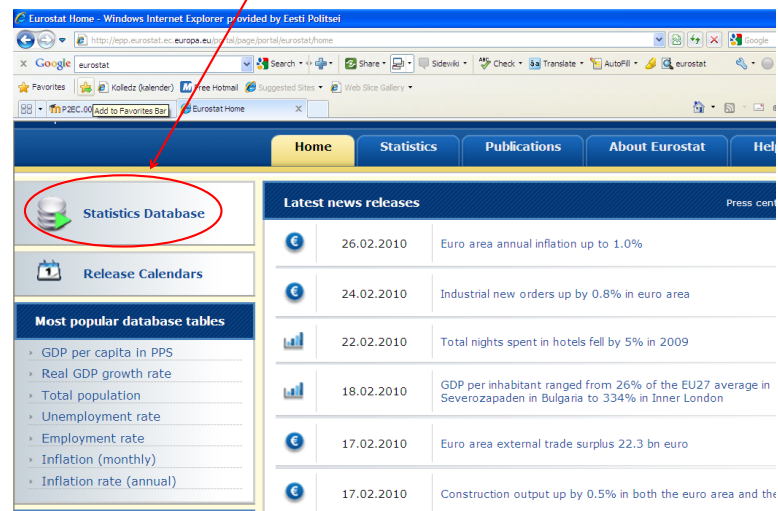 Eurostat Home - Windows Internet Explorer provided by Eesti Politsei
http://epp.eurostat.ec.europa.eu/portal/page/portal/eurostat/home
Google
x Google eurostat Search Share Sidewiki Check Translate AutoFill eurostat
Favorites Kolledz (kalender) Free Hotmail Suggested Sites Web Slice Gallery
P2EC.00 Add to Favorites Bar Eurostat Home X
Home Statistics Publications About Eurostat Help
Statistics Database
Release Calendars
Most popular database tables
GDP per capita in PPS
Real GDP growth rate
Total population
Unemployment rate
Employment rate
Inflation (monthly)
Inflation rate (annual)
Latest news releases Press cent
26.02.2010 Euro area annual inflation up to 1.0%
24.02.2010 Industrial new orders up by 0.8% in euro area
22.02.2010 Total nights spent in hotels fell by 5% in 2009
18.02.2010 GDP per inhabitant ranged from 26% of the EU27 average in
Severozapaden in Bulgaria to 334% in Inner London
17.02.2010 Euro area external trade surplus 22.3 bn euro
17.02.2010 Construction output up by 0.5% in both the euro area and the